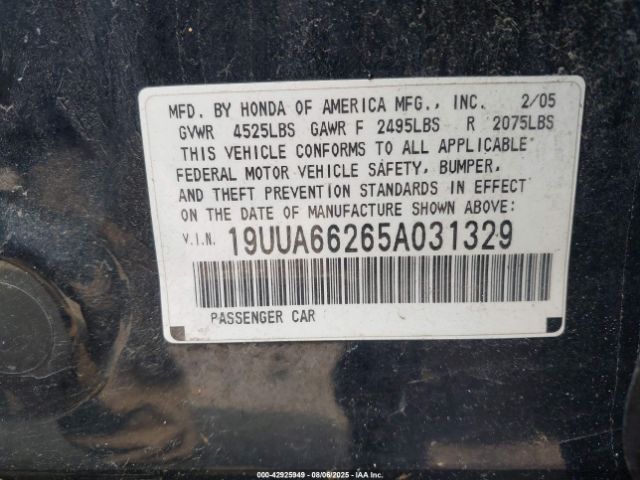 MFD. BY HONDA OF AMERICA MFG., INC. 2/05
GVWR 4525LBS GAWR F 2495LBS R 2075LBS
THIS VEHICLE CONFORMS TO ALL APPLICABLE
FEDERAL MOTOR VEHICLE SAFETY, BUMPER,
AND THEFT PREVENTION STANDARDS IN EFFECT
ON THE DATE OF MANUFACTURE SHOWN ABOVE:
V.I.N. 19UUA66265A031329
PASSENGER CAR
000-42925949 - 08/06/2025 - IAAI.COM